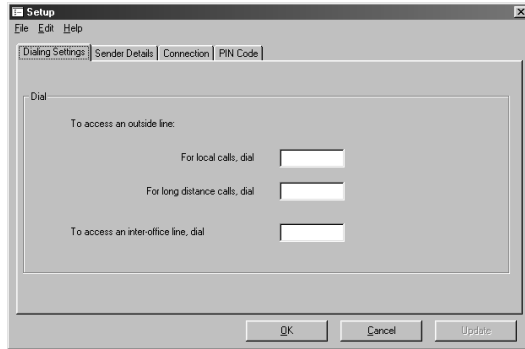 Setup
File Edit Help
Dialing Settings Sender Details Connection PIN Code
Dial
To access an outside line:
For local calls, dial
For long distance calls, dial
To access an inter-office line, dial
OK Cancel Update